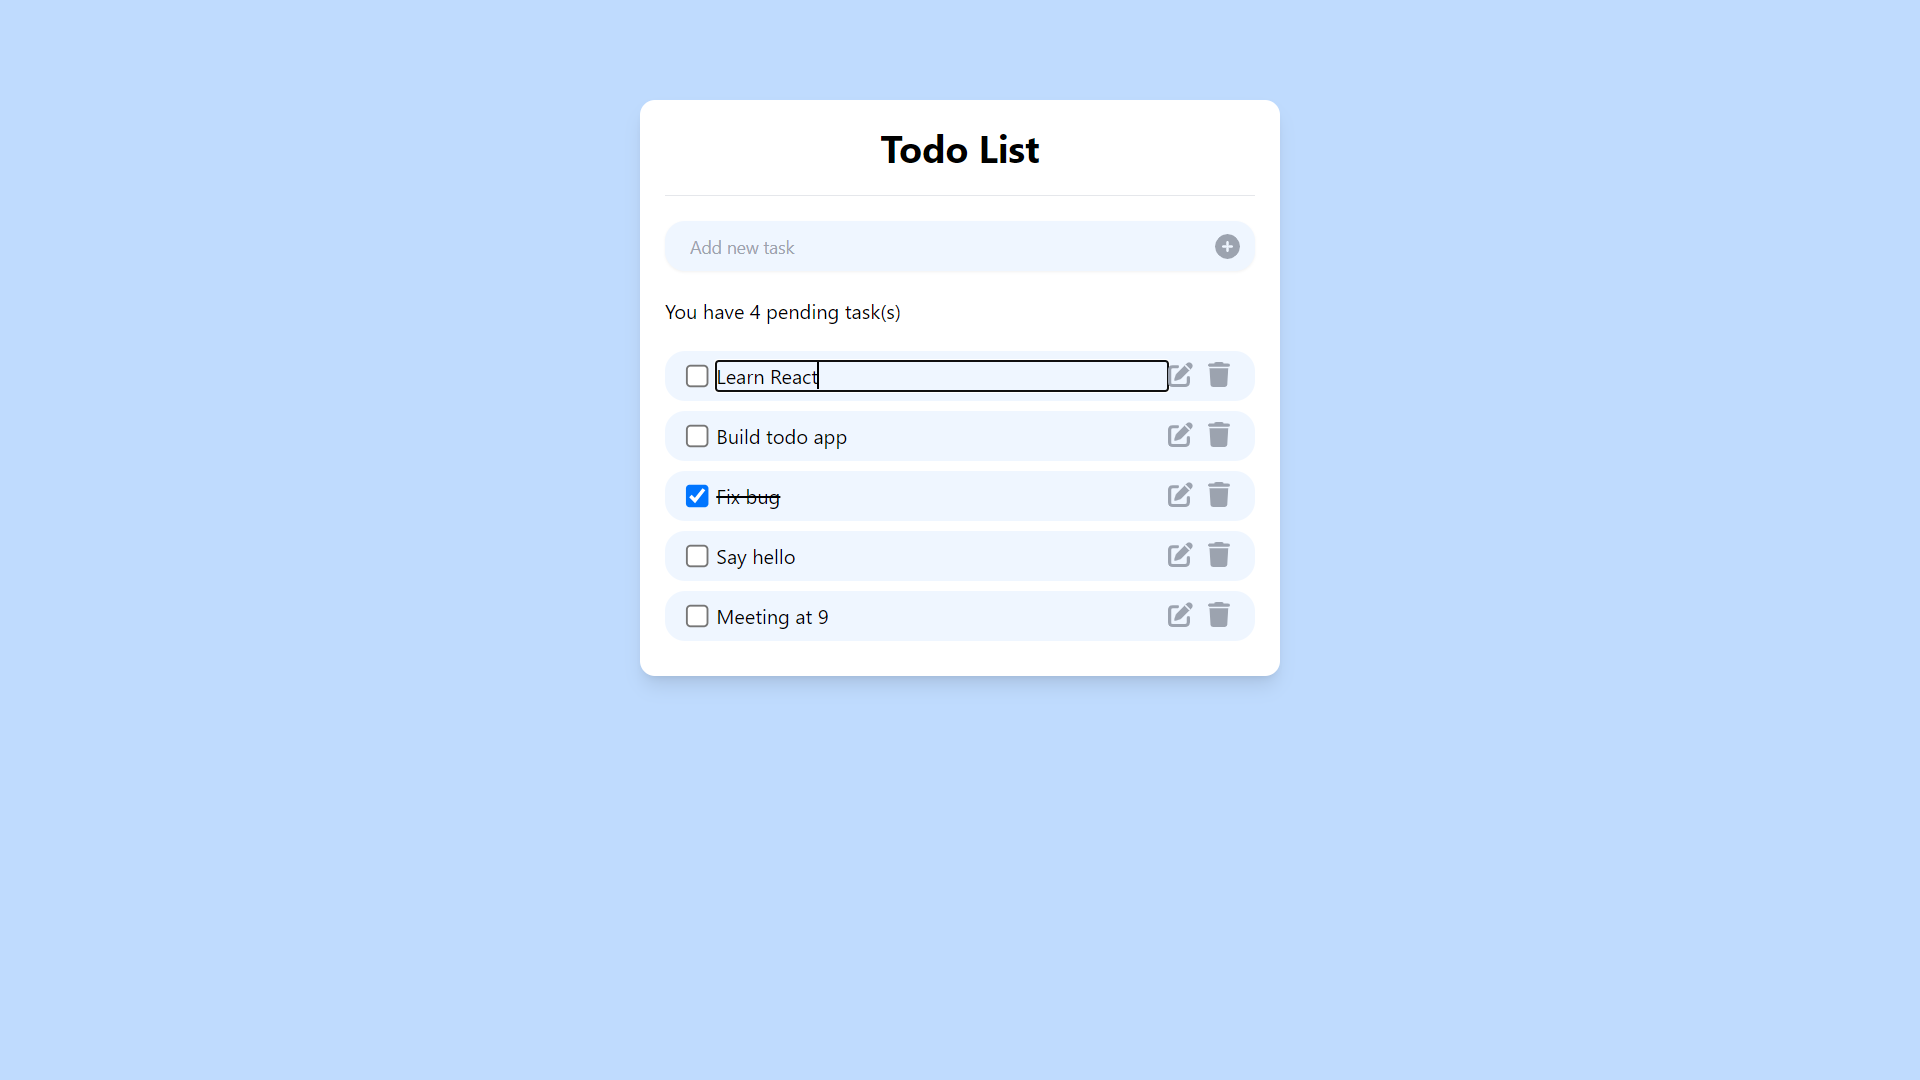 Todo List
Add new task
You have 4 pending task(s)
Learn React
Build todo app
Fix bug
Say hello
Meeting at 9